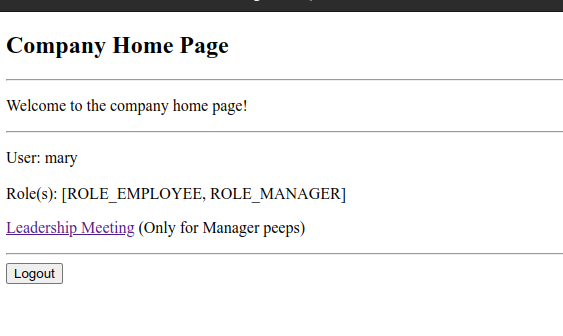 Company Home Page
Welcome to the company home page!
User: mary
Role(s): [ROLE_EMPLOYEE, ROLE_MANAGER]
Leadership Meeting (Only for Manager peeps)
Logout